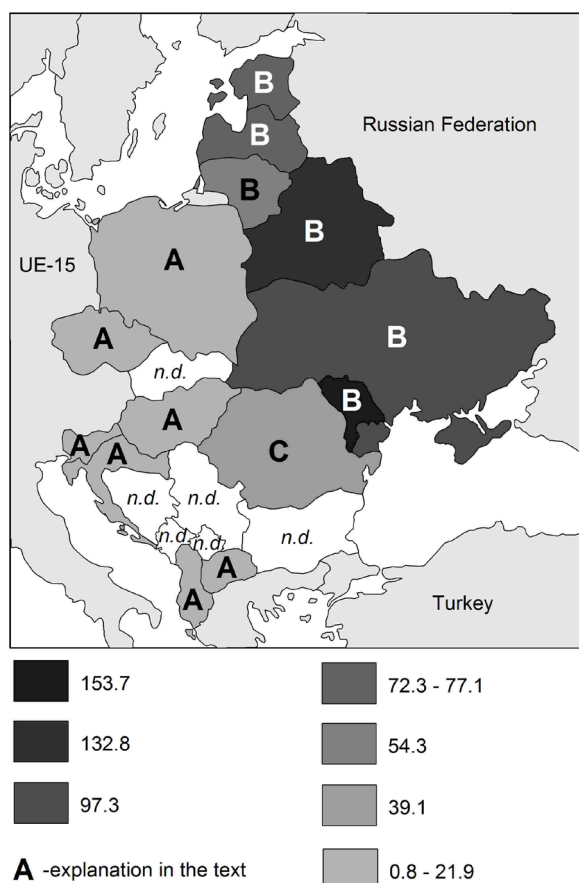 B
Russian Federation
B
B
B
A
UE-15
B
A
n.d.
B
A
C
A
A
n.d.
n.d.
n.d.
n.d.
n.d.
A
A
Turkey
153.7
72.3 - 77.1
132.8
54.3
97.3
39.1
A -explanation in the text
0.8 - 21.9